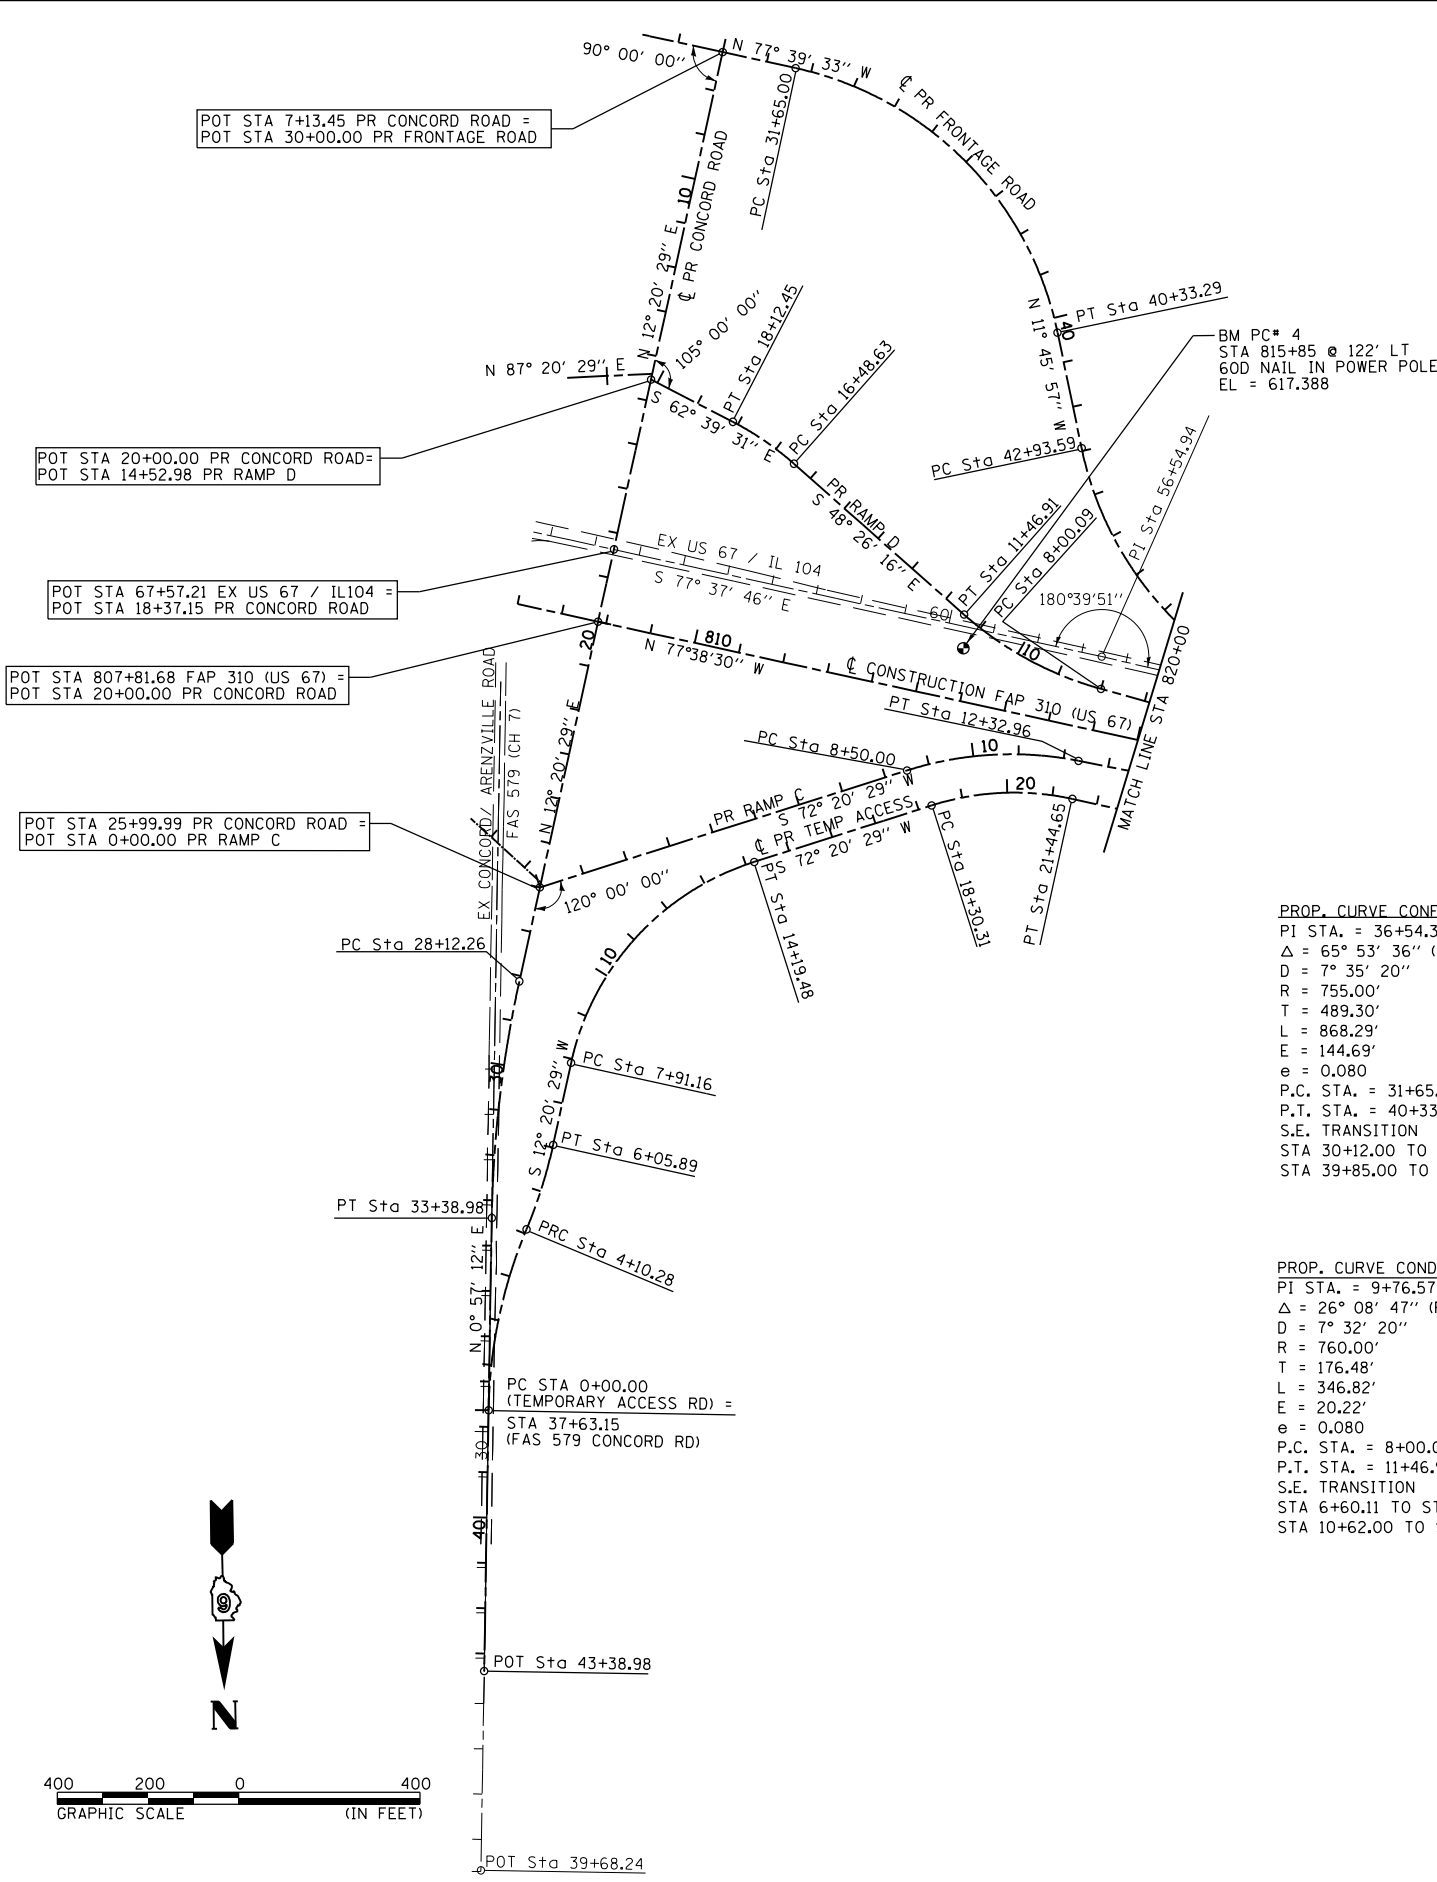 90° 00' 00"
N 77° 39' 33" W
℄ PR FRONTAGE ROAD
PC Sta 31+65.00
POT STA 7+13.45 PR CONCORD ROAD =
POT STA 30+00.00 PR FRONTAGE ROAD
10
℄ PR CONCORD ROAD
N 12° 20' 29" E
105° 00' 00"
PT Sta 18+12.45
PT Sta 40+33.29
40
N 11° 45' 57" W
BM PC# 4
STA 815+85 @ 122' LT
60D NAIL IN POWER POLE
EL = 617.388
N 87° 20' 29" E
PC Sta 16+48.63
S 62° 39' 31" E
POT STA 20+00.00 PR CONCORD ROAD=
POT STA 14+52.98 PR RAMP D
PC Sta 42+93.59
PI Sta 56+54.94
PR RAMP D
S 48° 26' 16" E
PT Sta 11+46.91
PC Sta 8+00.09
EX US 67 / IL 104
S 77° 37' 46" E
60
180°39'51"
POT STA 67+57.21 EX US 67 / IL104 =
POT STA 18+37.15 PR CONCORD ROAD
20
810
N 77°38'30" W
10
℄ CONSTRUCTION FAP 310 (US 67)
MATCH LINE STA 820+00
POT STA 807+81.68 FAP 310 (US 67) =
POT STA 20+00.00 PR CONCORD ROAD
EX CONCORD/ ARENZVILLE ROAD
FAS 579 (CH 7)
N 12° 20' 29" E
PT Sta 12+32.96
PC Sta 8+50.00
10
PR RAMP C
S 72° 20' 29" W
20
℄ PR TEMP ACCESS
S 72° 20' 29" W
POT STA 25+99.99 PR CONCORD ROAD =
POT STA 0+00.00 PR RAMP C
120° 00' 00"
PT Sta 14+19.48
PC Sta 18+30.31
PT Sta 21+44.65
PC Sta 28+12.26
10
30
S 12° 20' 29" W
PC Sta 7+91.16
PT Sta 6+05.89
PT Sta 33+38.98
PRC Sta 4+10.28
N 0° 57' 12" E
PC STA 0+00.00
(TEMPORARY ACCESS RD) =
STA 37+63.15
(FAS 579 CONCORD RD)
30
40
POT Sta 43+38.98
POT Sta 39+68.24
PROP. CURVE CONF
PI STA. = 36+54.3
Δ = 65° 53' 36" (
D = 7° 35' 20"
R = 755.00'
T = 489.30'
L = 868.29'
E = 144.69'
e = 0.080
P.C. STA. = 31+65.
P.T. STA. = 40+33
S.E. TRANSITION
STA 30+12.00 TO
STA 39+85.00 TO
PROP. CURVE COND
PI STA. = 9+76.57
Δ = 26° 08' 47" (
D = 7° 32' 20"
R = 760.00'
T = 176.48'
L = 346.82'
E = 20.22'
e = 0.080
P.C. STA. = 8+00.0
P.T. STA. = 11+46.9
S.E. TRANSITION
STA 6+60.11 TO ST
STA 10+62.00 TO
9
N
400 200 0 400
GRAPHIC SCALE (IN FEET)